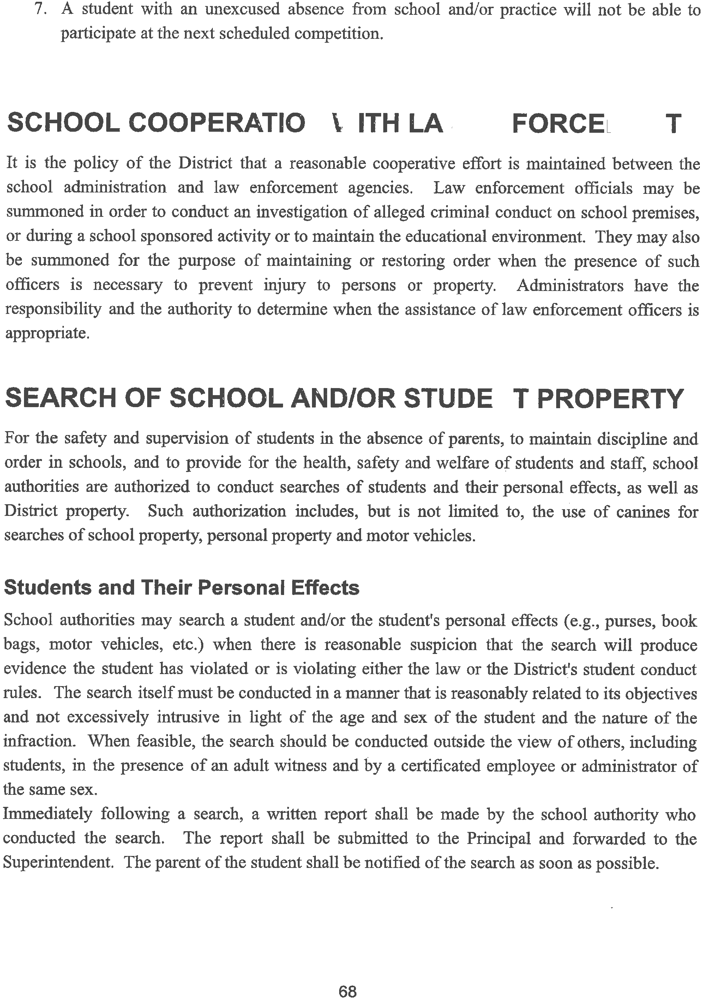 7. A student with an unexcused absence from school and/or practice will not be able to
participate at the next scheduled competition.
SCHOOL COOPERATIO ITH LA FORCE T
It is the policy of the District that a reasonable cooperative effort is maintained between the
school administration and law enforcement agencies. Law enforcement officials may be
summoned in order to conduct an investigation of alleged criminal conduct on school premises,
or during a school sponsored activity or to maintain the educational environment. They may also
be summoned for the purpose of maintaining or restoring order when the presence of such
officers is necessary to prevent injury to persons or property. Administrators have the
responsibility and the authority to determine when the assistance of law enforcement officers is
appropriate.
SEARCH OF SCHOOL AND/OR STUDE T PROPERTY
For the safety and supervision of students in the absence of parents, to maintain discipline and
order in schools, and to provide for the health, safety and welfare of students and staff, school
authorities are authorized to conduct searches of students and their personal effects, as well as
District property. Such authorization includes, but is not limited to, the use of canines for
searches of school property, personal property and motor vehicles.
Students and Their Personal Effects
School authorities may search a student and/or the student's personal effects (e.g., purses, book
bags, motor vehicles, etc.) when there is reasonable suspicion that the search will produce
evidence the student has violated or is violating either the law or the District's student conduct
rules. The search itself must be conducted in a manner that is reasonably related to its objectives
and not excessively intrusive in light of the age and sex of the student and the nature of the
infraction. When feasible, the search should be conducted outside the view of others, including
students, in the presence of an adult witness and by a certificated employee or administrator of
the same sex.
Immediately following a search, a written report shall be made by the school authority who
conducted the search. The report shall be submitted to the Principal and forwarded to the
Superintendent. The parent of the student shall be notified of the search as soon as possible.
68